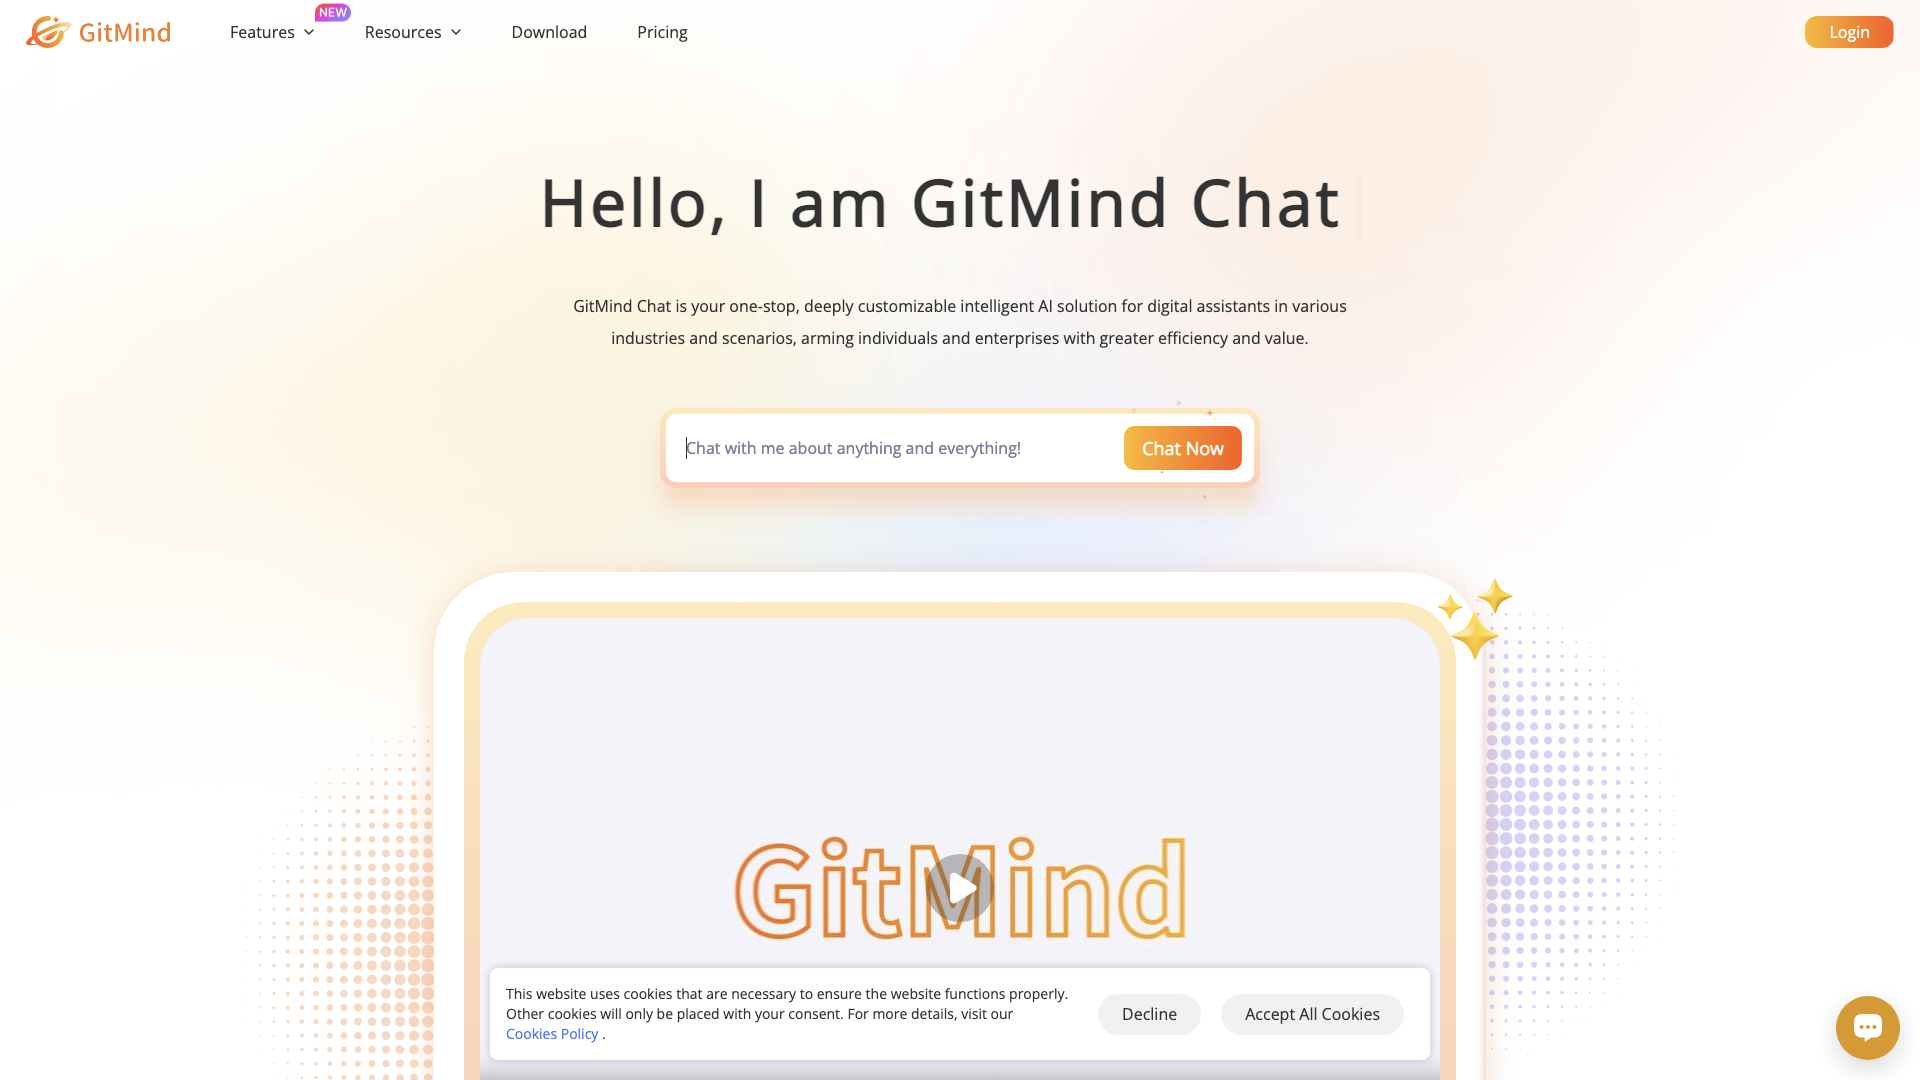 GitMind
Features
NEW
Resources
Download
Pricing
Login
Hello, I am GitMind Chat
GitMind Chat is your one-stop, deeply customizable intelligent AI solution for digital assistants in various
industries and scenarios, arming individuals and enterprises with greater efficiency and value.
Chat with me about anything and everything!
Chat Now
GitMind
This website uses cookies that are necessary to ensure the website functions properly.
Other cookies will only be placed with your consent. For more details, visit our
Cookies Policy .
Decline
Accept All Cookies